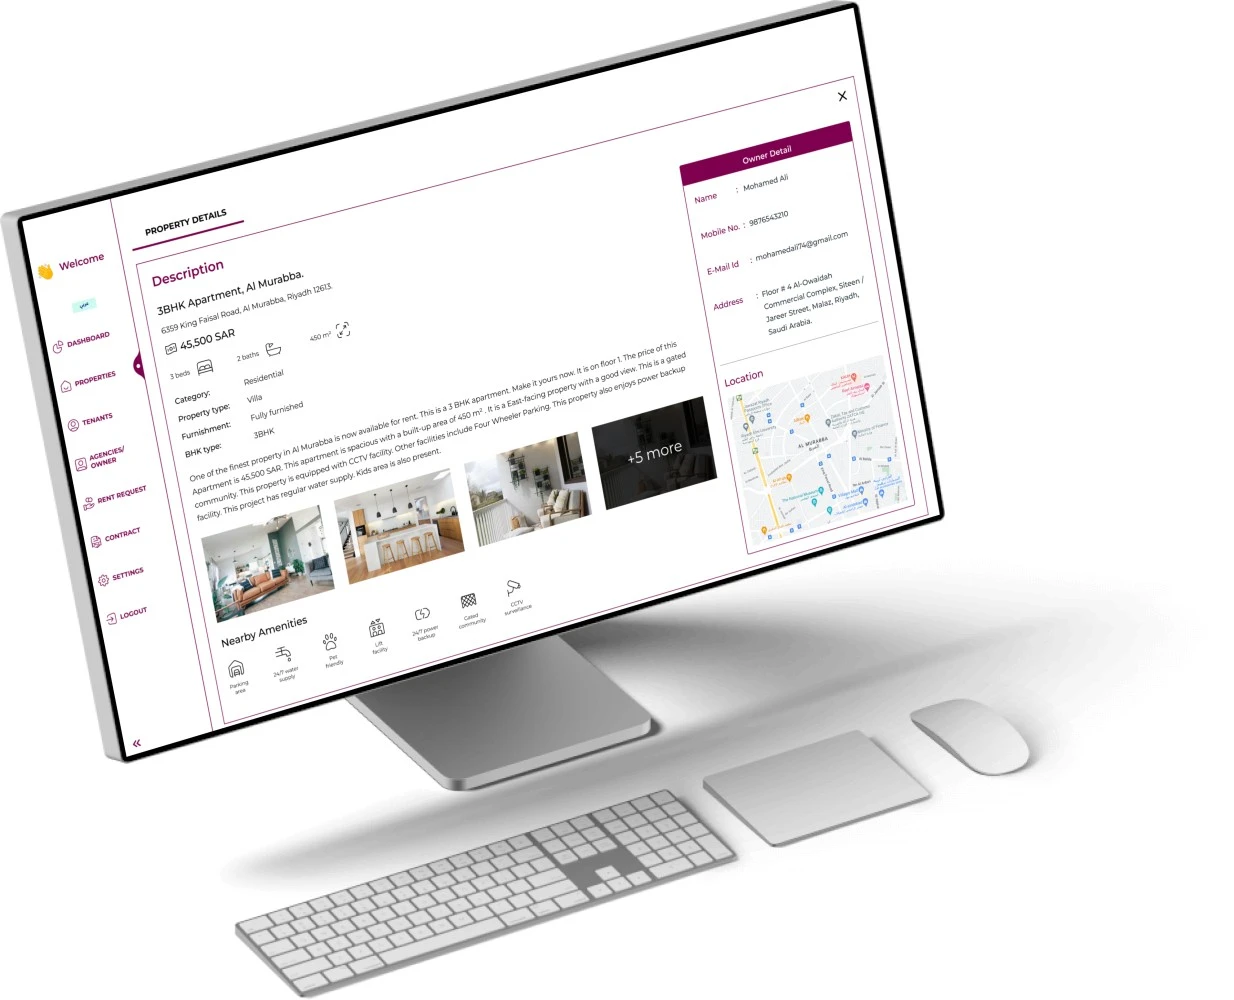 Welcome
عربي
DASHBOARD
PROPERTIES
TENANTS
AGENCIES/
OWNER
RENT REQUEST
CONTRACT
SETTINGS
LOGOUT
PROPERTY DETAILS
Description
3BHK Apartment, Al Murabba.
6359 King Faisal Road, Al Murabba, Riyadh 12613.
45,500 SAR
3 beds
2 baths
450 m²
Category: Residential
Property type: Villa
Furnishment: Fully furnished
BHK type: 3BHK
One of the finest property in Al Murabba is now available for rent. This is a 3 BHK apartment. Make it yours now. It is on floor 1. The price of this
Apartment is 45,500 SAR. This apartment is spacious with a built-up area of 450 m² . It is a East-facing property with a good view. This is a gated
community. This property is equipped with CCTV facility. Other facilities include Four Wheeler Parking. This property also enjoys power backup
facility. This project has regular water supply. Kids area is also present.
+5 more
Nearby Amenities
Parking
area
24/7 water
supply
Pet
friendly
Lift
facility
24/7 power
backup
Gated
community
CCTV
surveillance
Owner Detail
Name : Mohamed Ali
Mobile No. : 9876543210
E-Mail Id : mohamedali74@gmail.com
Address : Floor # 4 Al-Owaidah
Commercial Complex, Siteen /
Jareer Street, Malaz, Riyadh,
Saudi Arabia.
Location
AL MURABBA
The National Museum